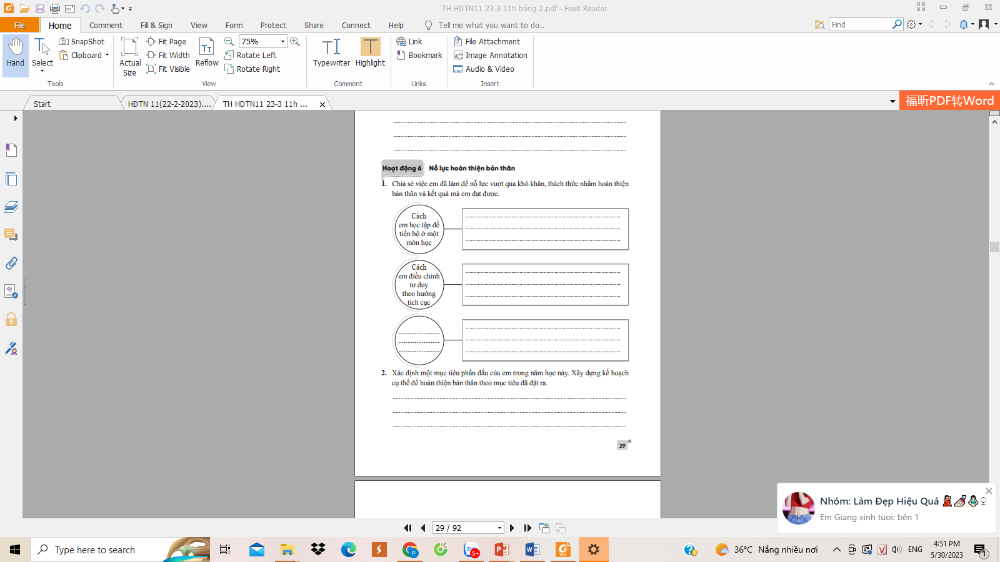 TH HDTN11 23-3 11h bông 2.pdf - Foxit Reader
File Home Comment Fill & Sign View Form Protect Share Connect Help Tell me what you want to do.. Find
Hand
Select
SnapShot
Clipboard
Tools
Actual Size
Fit Page
Fit Width
Fit Visible
Reflow
75%
Rotate Left
Rotate Right
View
Typewriter
Highlight
Comment
Link
Bookmark
Links
File Attachment
Image Annotation
Audio & Video
Insert
Start HĐTN 11(22-2-2023).... TH HDTN11 23-3 11h ... 福昕PDF转Word
Hoạt động 6 Nỗ lực hoàn thiện bản thân
1. Chia sẻ việc em đã làm để nỗ lực vượt qua khó khăn, thách thức nhằm hoàn thiện
bản thân và kết quả mà em đạt được.
Cách
em học tập để
tiến bộ ở một
môn học
Cách
em điều chỉnh
tư duy
theo hướng
tích cực
2. Xác định một mục tiêu phấn đấu của em trong năm học này. Xây dựng kế hoạch
cụ thể để hoàn thiện bản thân theo mục tiêu đã đặt ra.
29
Nhóm: Làm Đẹp Hiệu Quả
Em Giang xinh tuoi: bên 1
29 / 92
Type here to search
5+
36°C Nắng nhiều nơi
ENG
4:51 PM
5/30/2023
1